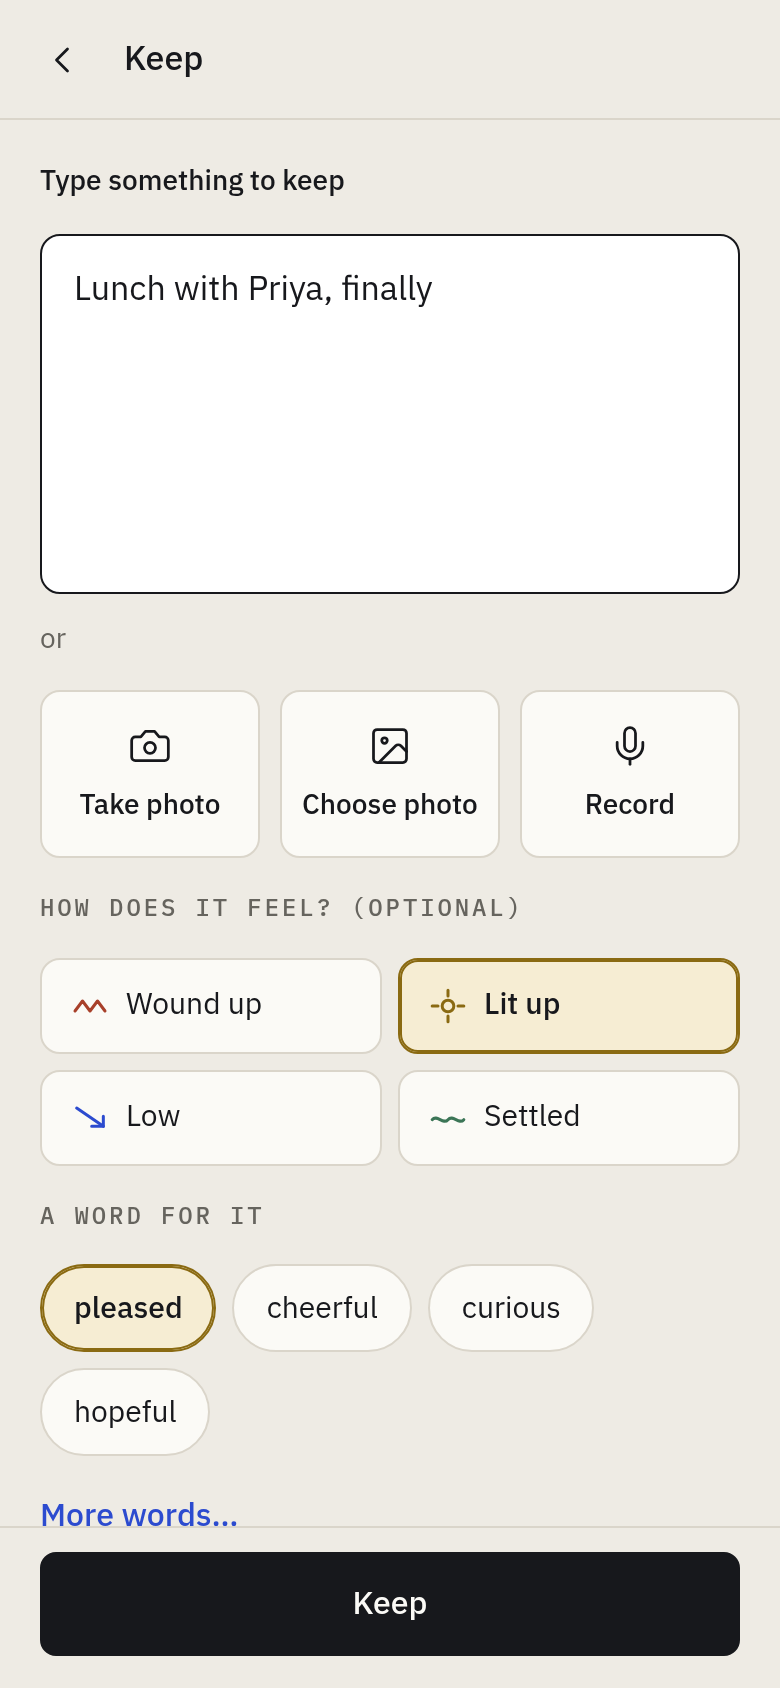 Keep
Type something to keep
Lunch with Priya, finally
or
Take photo
Choose photo
Record
HOW DOES IT FEEL? (OPTIONAL)
Wound up
Lit up
Low
Settled
A WORD FOR IT
pleased
cheerful
curious
hopeful
More words...
Keep